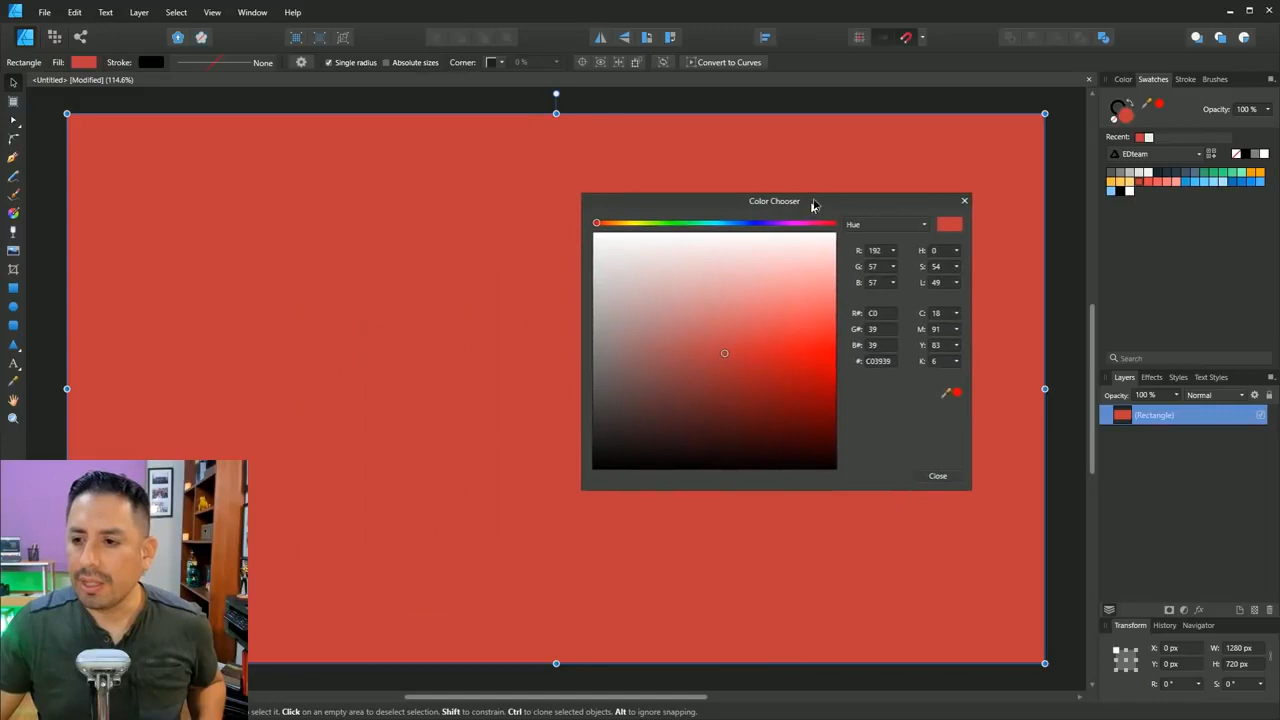 File Edit Text Layer Select View Window Help
Rectangle Fill: Stroke: None Single radius Absolute sizes Corner: 0 % Convert to Curves
<Untitled> [Modified] (114.6%)
Color Swatches Stroke Brushes
Opacity: 100 %
Recent:
EDteam
Color Chooser
Hue
R: 192 H: 0
G: 57 S: 54
B: 57 L: 49
R#: C0 C: 18
G#: 39 M: 91
B#: 39 Y: 83
#: C03939 K: 6
Close
Search
Layers Effects Styles Text Styles
Opacity: 100 % Normal
(Rectangle)
Transform History Navigator
X: 0 px W: 1280 px
Y: 0 px H: 720 px
R: 0 ° S: 0 °
select it. Click on an empty area to deselect selection. Shift to constrain. Ctrl to clone selected objects. Alt to ignore snapping.